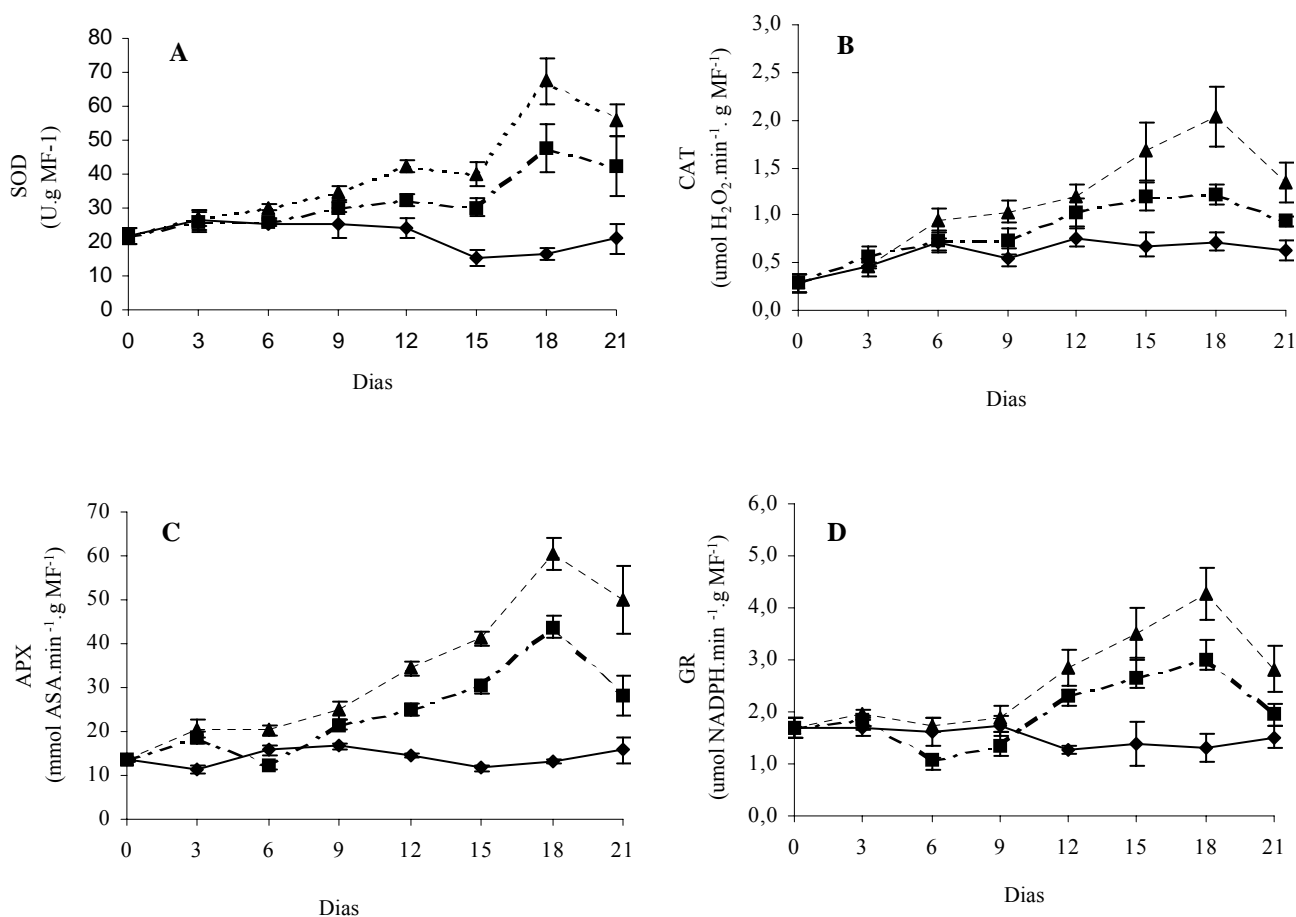 A
SOD
(U.g MF-1)
80
70
60
50
40
30
20
10
0
0 3 6 9 12 15 18 21
Dias
B
CAT
(umol H₂O₂.min⁻¹. g MF⁻¹)
3,0
2,5
2,0
1,5
1,0
0,5
0,0
0 3 6 9 12 15 18 21
Dias
C
APX
(mmol ASA.min⁻¹.g MF⁻¹)
70
60
50
40
30
20
10
0
0 3 6 9 12 15 18 21
Dias
D
GR
(umol NADPH.min⁻¹.g MF⁻¹)
6,0
5,0
4,0
3,0
2,0
1,0
0,0
0 3 6 9 12 15 18 21
Dias